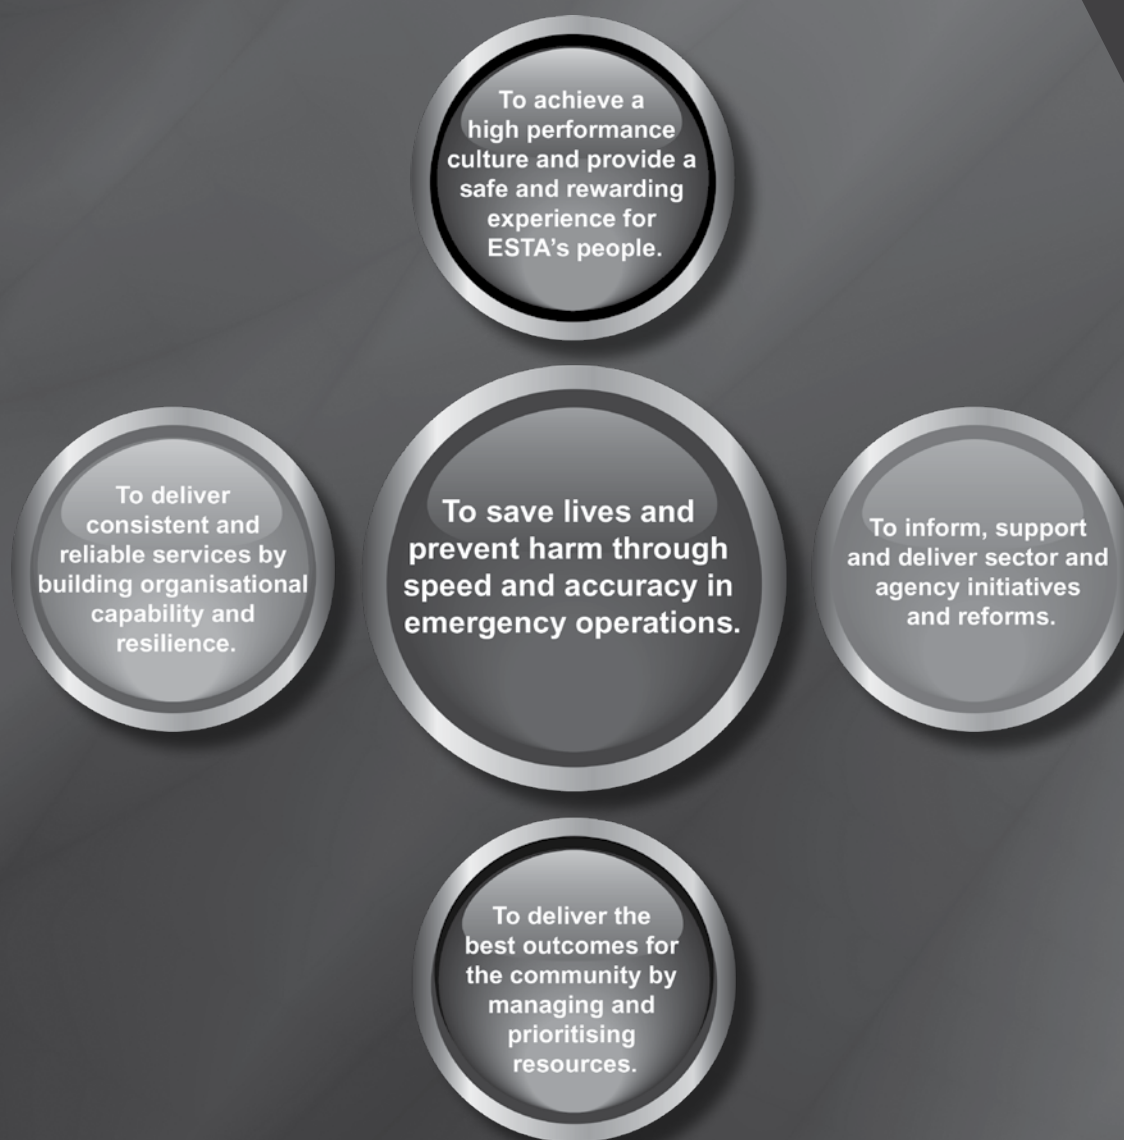 To achieve a
high performance
culture and provide a
safe and rewarding
experience for
ESTA’s people.
To deliver
consistent and
reliable services by
building organisational
capability and
resilience.
To save lives and
prevent harm through
speed and accuracy in
emergency operations.
To inform, support
and deliver sector and
agency initiatives
and reforms.
To deliver the
best outcomes for
the community by
managing and
prioritising
resources.